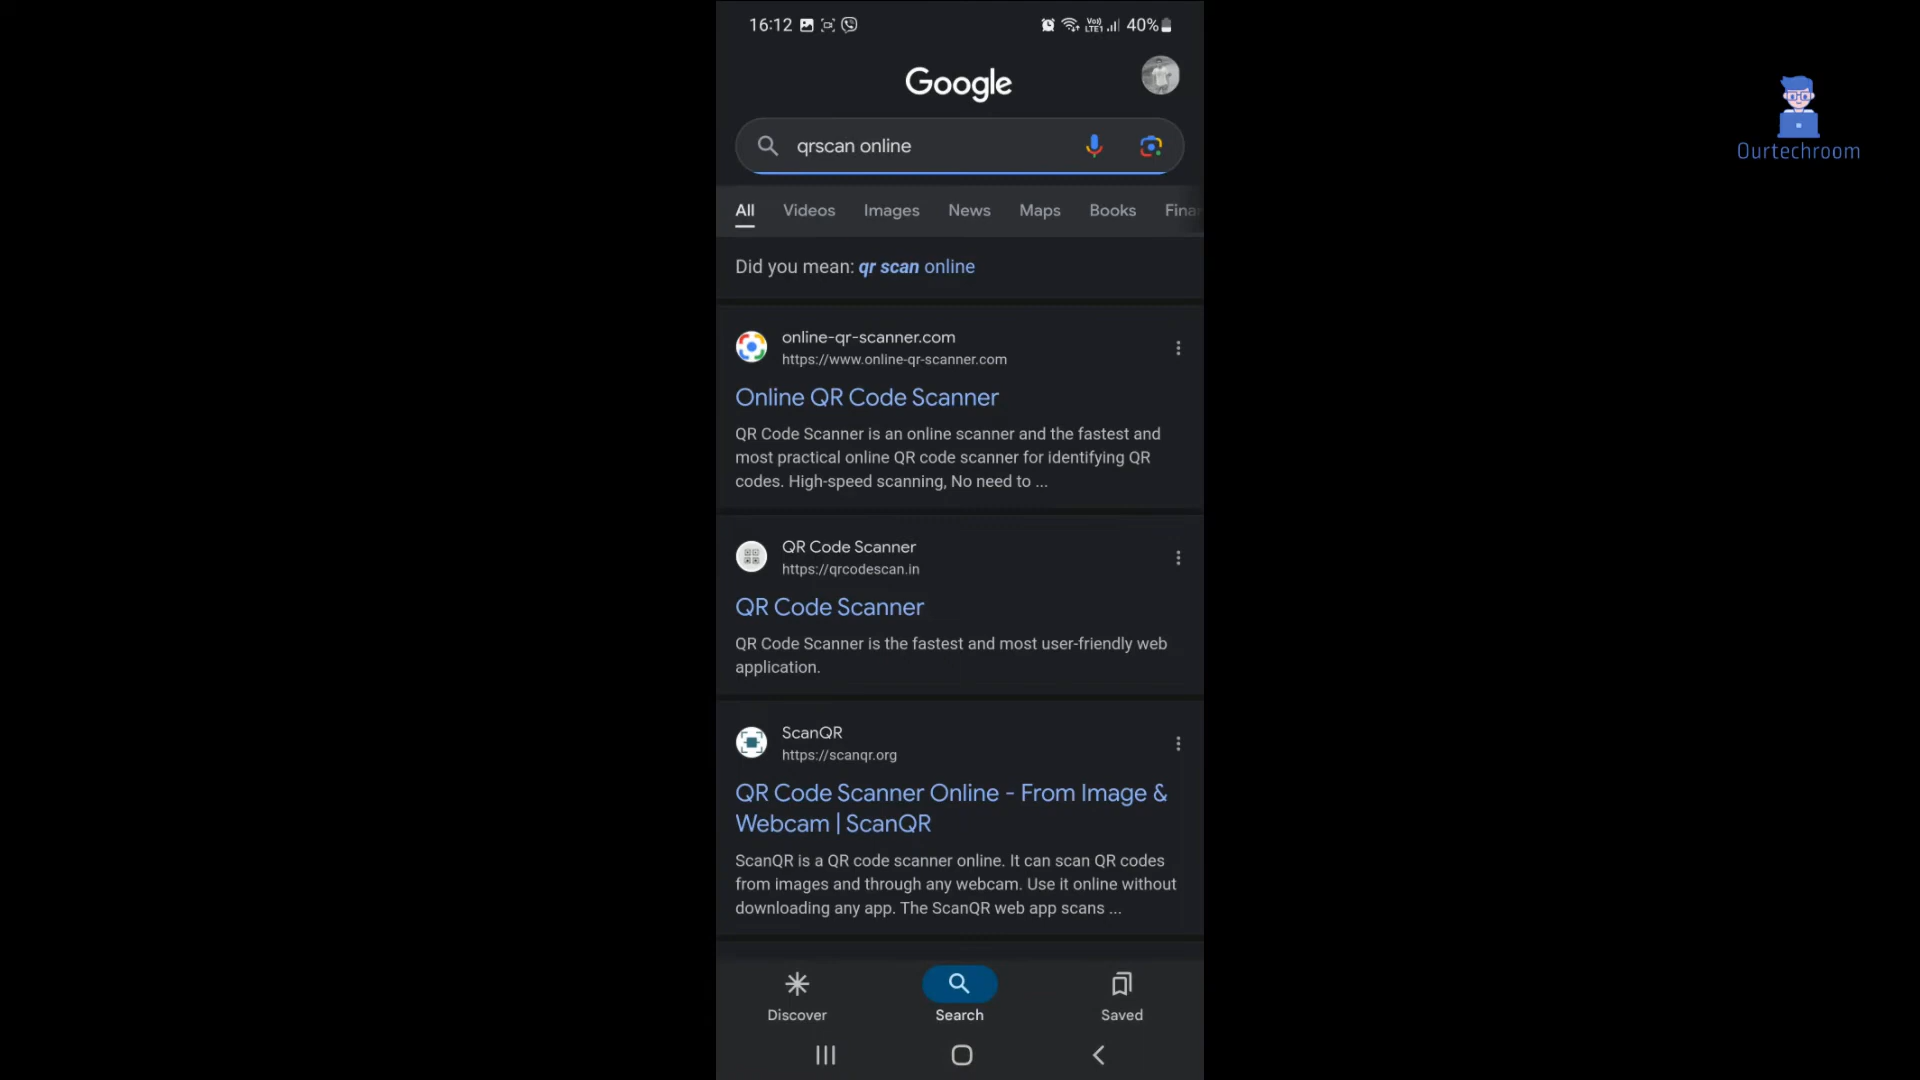 16:12 Vo)) LTE1 40%
Google
qrscan online
All Videos Images News Maps Books Finan
Did you mean: qr scan online
online-qr-scanner.com
https://www.online-qr-scanner.com
Online QR Code Scanner
QR Code Scanner is an online scanner and the fastest and
most practical online QR code scanner for identifying QR
codes. High-speed scanning, No need to ...
QR Code Scanner
https://qrcodescan.in
QR Code Scanner
QR Code Scanner is the fastest and most user-friendly web
application.
ScanQR
https://scanqr.org
QR Code Scanner Online - From Image &
Webcam | ScanQR
ScanQR is a QR code scanner online. It can scan QR codes
from images and through any webcam. Use it online without
downloading any app. The ScanQR web app scans ...
Discover Search Saved
Ourtechroom